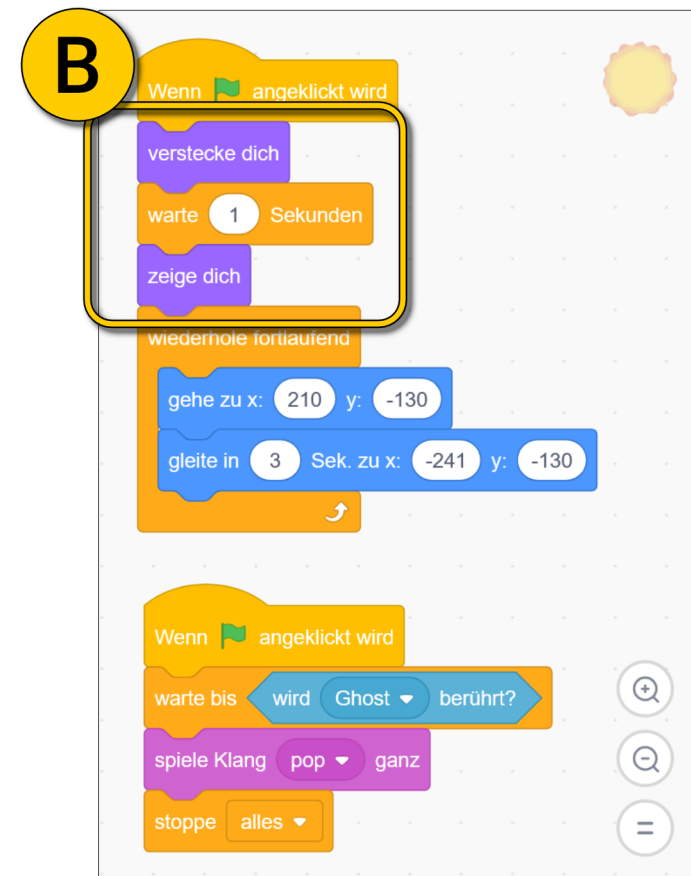 B
Wenn angeklickt wird
verstecke dich
warte 1 Sekunden
zeige dich
wiederhole fortlaufend
gehe zu x: 210 y: -130
gleite in 3 Sek. zu x: -241 y: -130
Wenn angeklickt wird
warte bis wird Ghost berührt?
spiele Klang pop ganz
stoppe alles